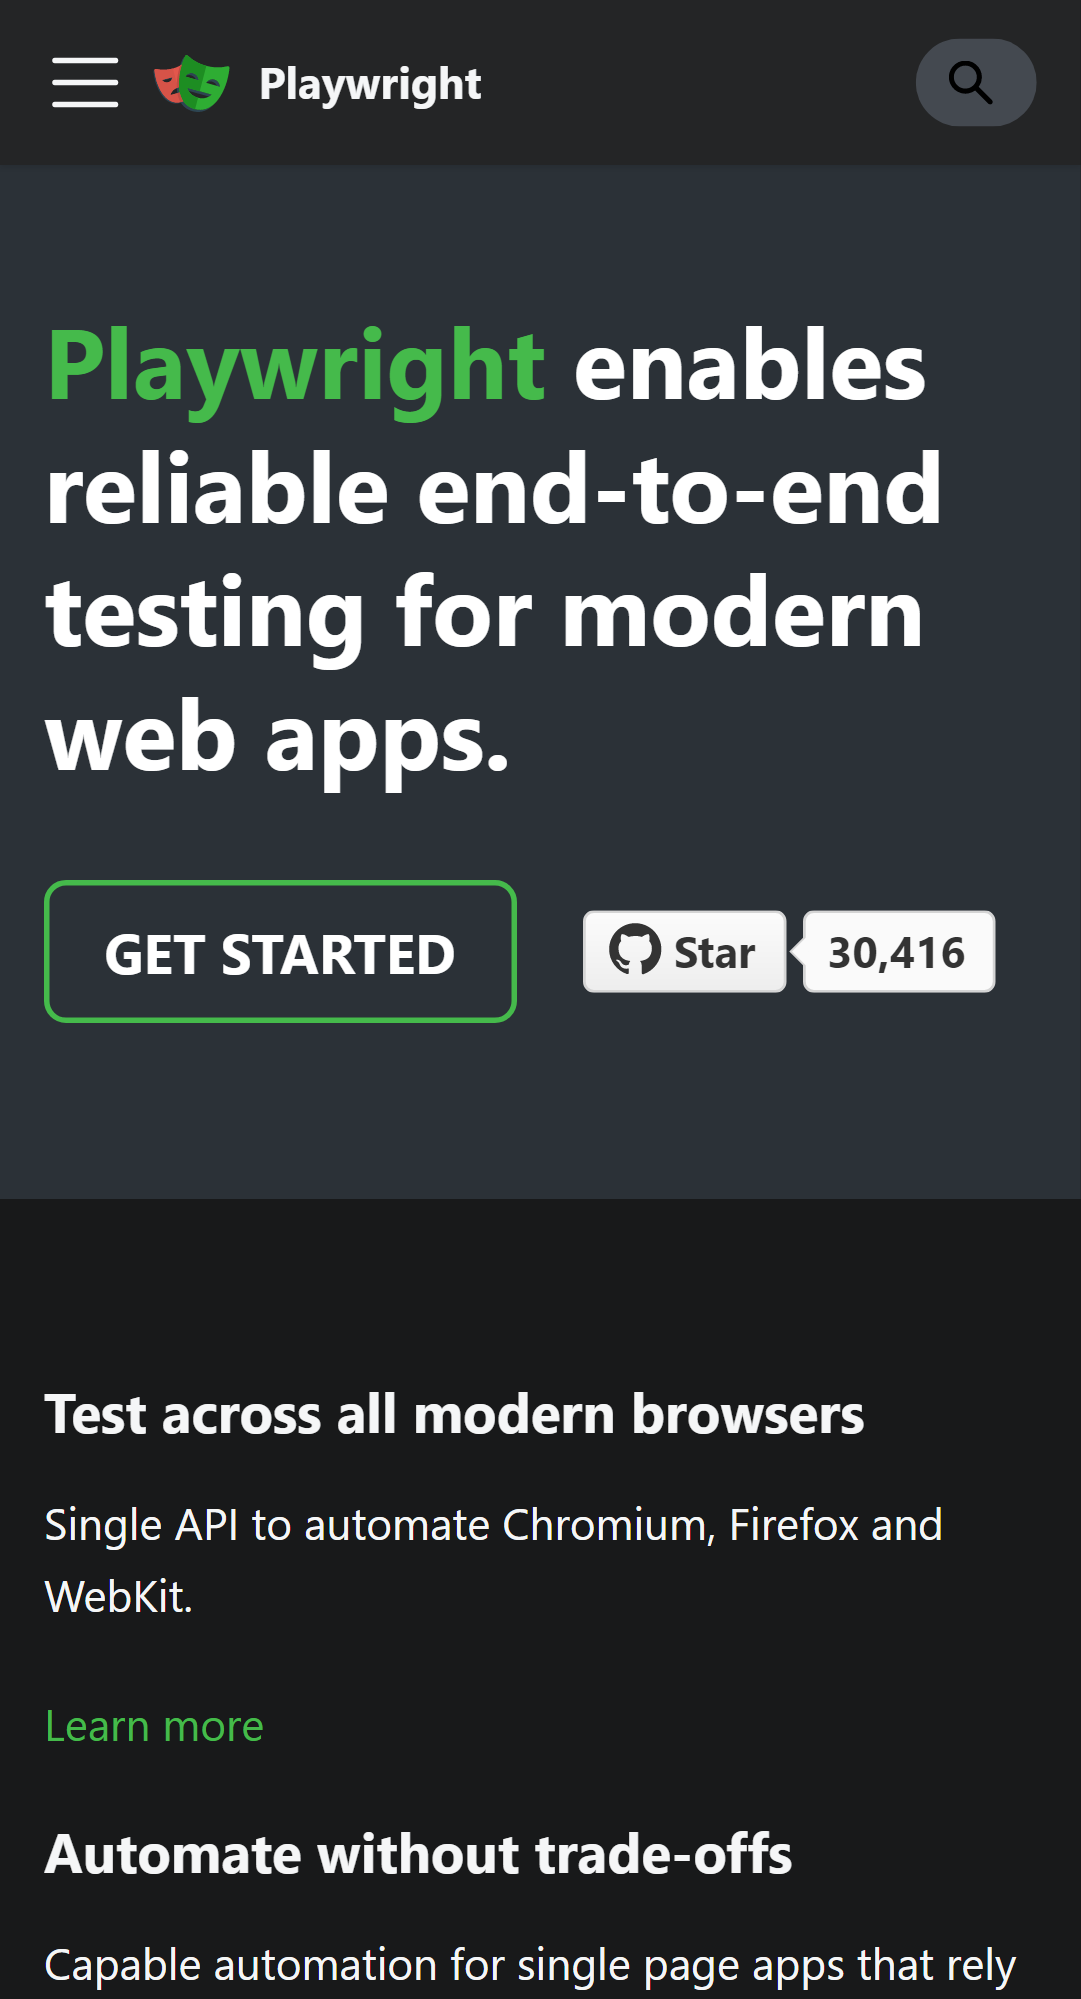 Playwright
Playwright enables
reliable end-to-end
testing for modern
web apps.
GET STARTED
Star
30,416
Test across all modern browsers
Single API to automate Chromium, Firefox and
WebKit.
Learn more
Automate without trade-offs
Capable automation for single page apps that rely